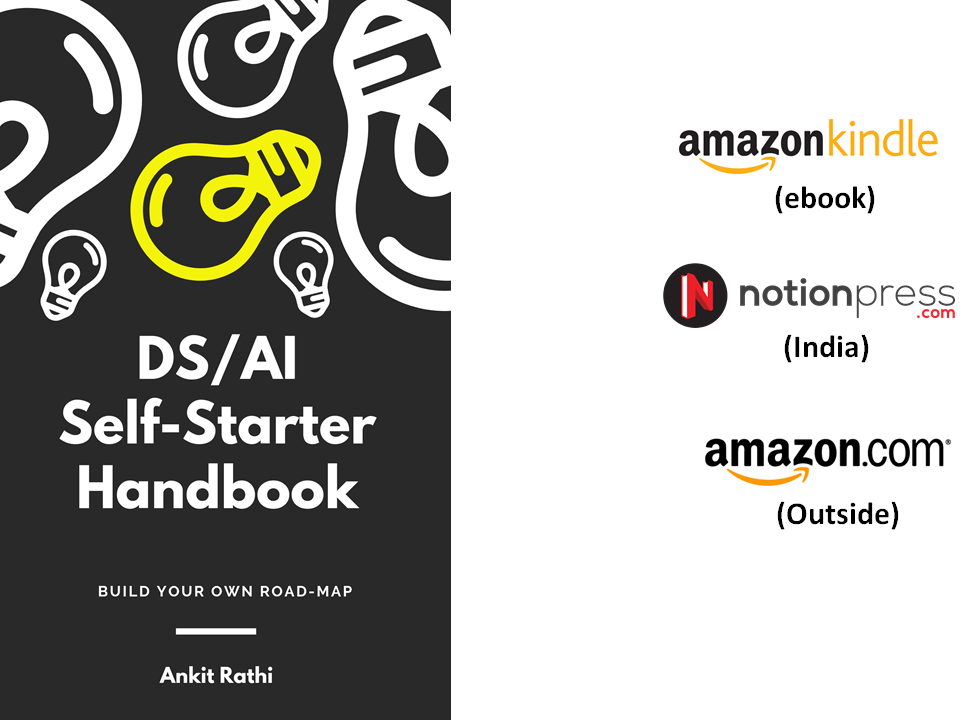 DS/AI
Self-Starter
Handbook
BUILD YOUR OWN ROAD-MAP
Ankit Rathi
amazonkindle
(ebook)
N notionpress
.com
(India)
amazon.com®
(Outside)